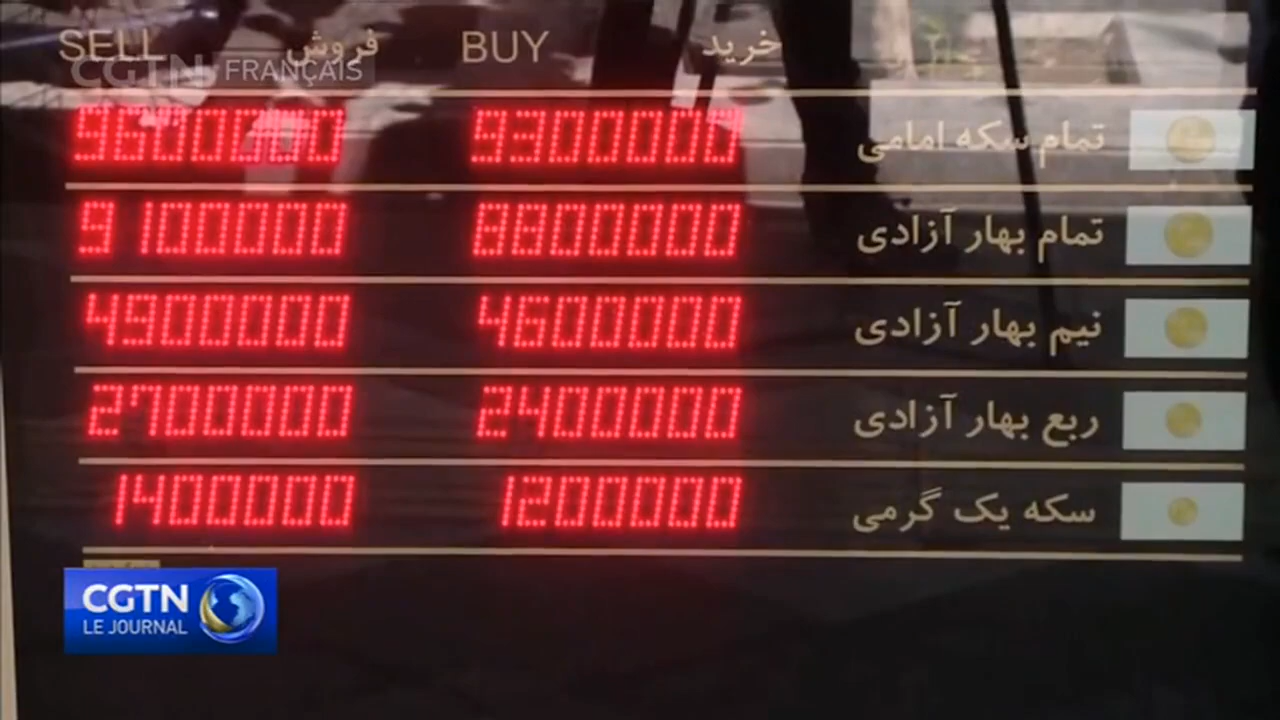 SELL فروش BUY خرید
CGTN FRANÇAIS
9600000 9300000 تمام سکه امامی
9100000 8800000 تمام بهار آزادی
4900000 4600000 نیم بهار آزادی
2700000 2400000 ربع بهار آزادی
1400000 1200000 سکه یک گرمی
CGTN
LE JOURNAL